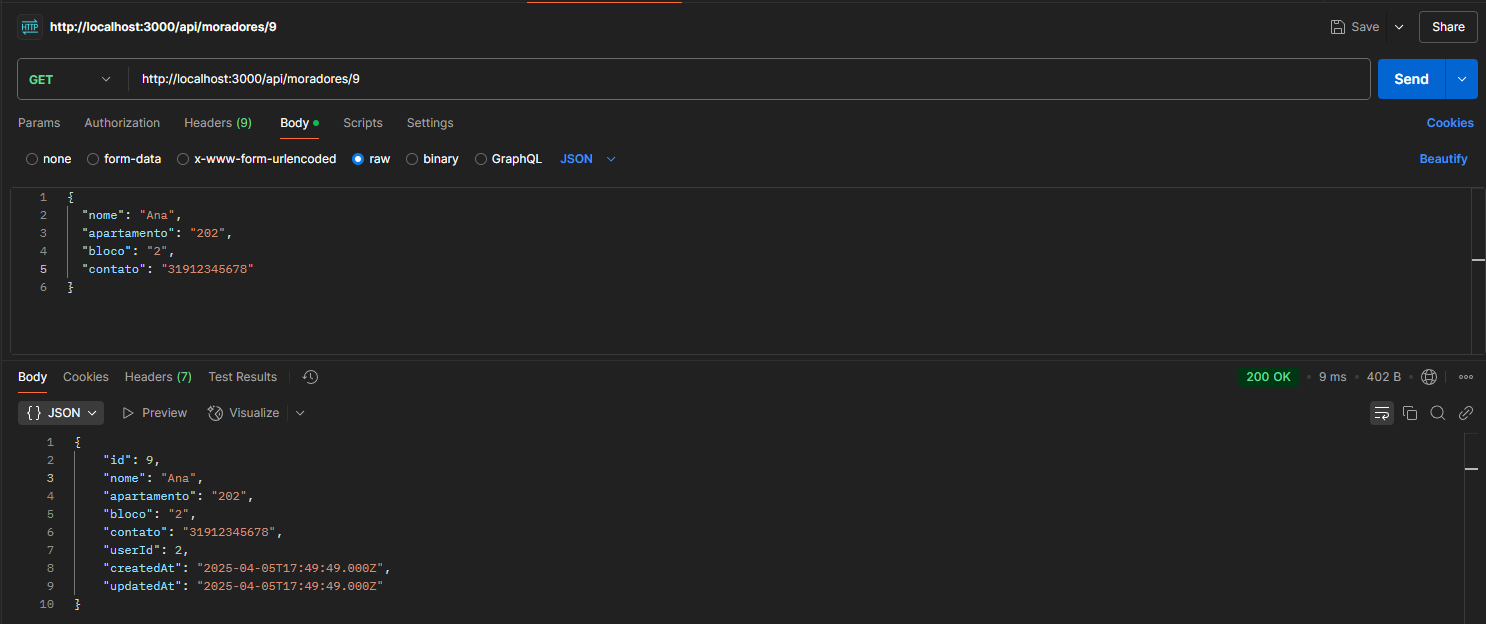 HTTP http://localhost:3000/api/moradores/9 Save Share
GET http://localhost:3000/api/moradores/9 Send
Params Authorization Headers (9) Body Scripts Settings Cookies
none form-data x-www-form-urlencoded raw binary GraphQL JSON Beautify
1 {
2 "nome": "Ana",
3 "apartamento": "202",
4 "bloco": "2",
5 "contato": "31912345678"
6 }
Body Cookies Headers (7) Test Results 200 OK • 9 ms • 402 B •
{} JSON Preview Visualize
1 {
2 "id": 9,
3 "nome": "Ana",
4 "apartamento": "202",
5 "bloco": "2",
6 "contato": "31912345678",
7 "userId": 2,
8 "createdAt": "2025-04-05T17:49:49.000Z",
9 "updatedAt": "2025-04-05T17:49:49.000Z"
10 }